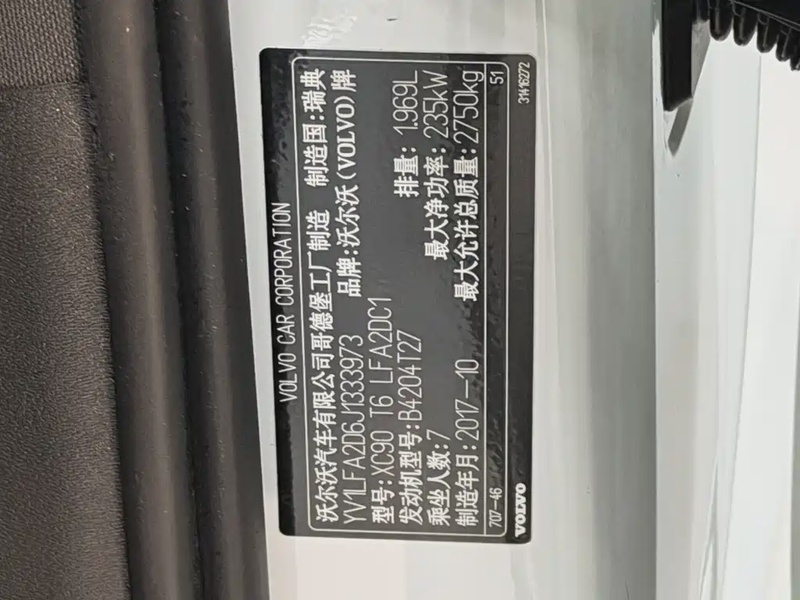 VOLVO CAR CORPORATION
沃尔沃汽车有限公司哥德堡工厂制造 制造国:瑞典
YV1LFA2D6J1333973 品牌:沃尔沃(VOLVO)牌
型号:XC90 T6 LFA2DC1
发动机型号:B4204T27 排量:1.969L
乘坐人数:7 最大净功率:235kW
制造年月:2017-10 最大允许总质量:2750kg
707-46 51
VOLVO 31416272